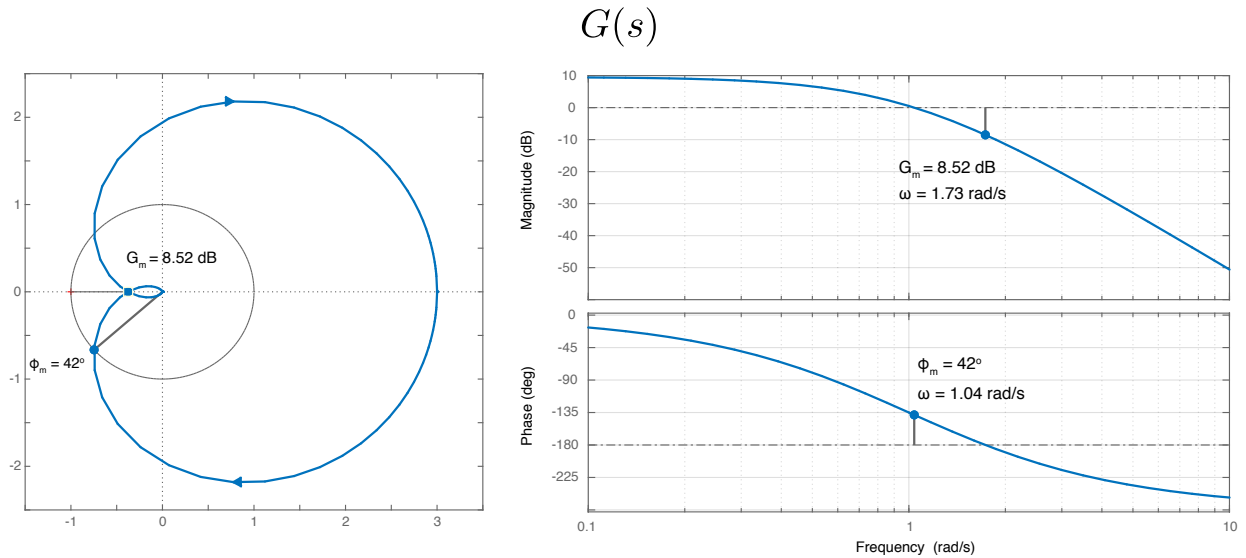 G(s)
2
1
0
-1
-2
-1
0
1
2
3
G_m = 8.52 dB
ϕ_m = 42°
10
0
-10
-20
-30
-40
-50
Magnitude (dB)
G_m = 8.52 dB
ω = 1.73 rad/s
0
-45
-90
-135
-180
-225
Phase (deg)
ϕ_m = 42°
ω = 1.04 rad/s
0.1
1
10
Frequency (rad/s)